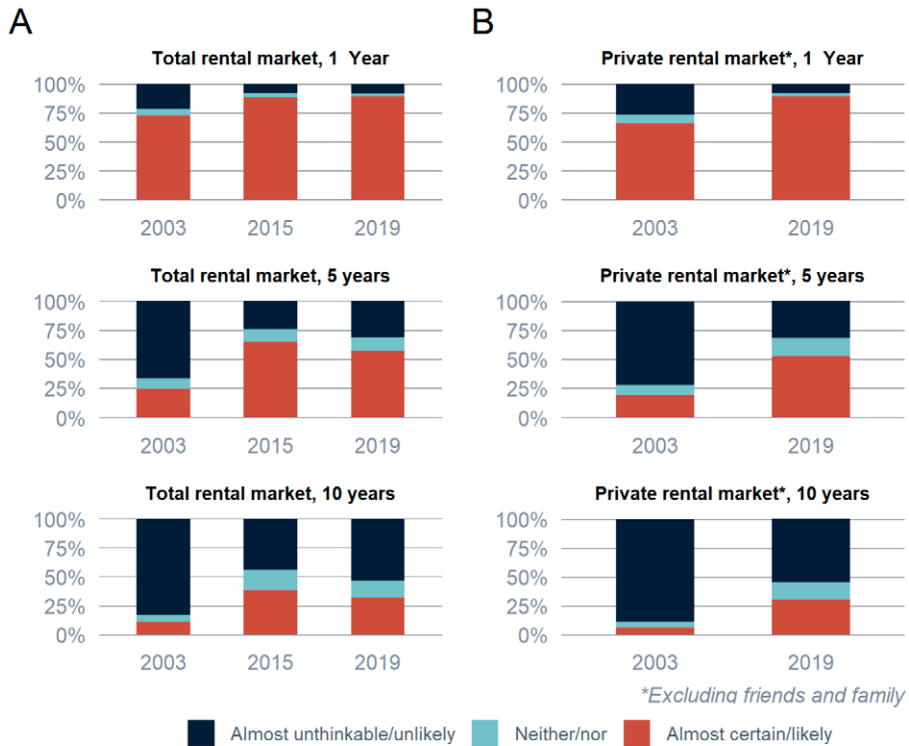 A
Total rental market, 1 Year
100%
75%
50%
25%
0%
2003 2015 2019
Total rental market, 5 years
100%
75%
50%
25%
0%
2003 2015 2019
Total rental market, 10 years
100%
75%
50%
25%
0%
2003 2015 2019
B
Private rental market*, 1 Year
100%
75%
50%
25%
0%
2003 2019
Private rental market*, 5 years
100%
75%
50%
25%
0%
2003 2019
Private rental market*, 10 years
100%
75%
50%
25%
0%
2003 2019
*Excluding friends and family
Almost unthinkable/unlikely Neither/nor Almost certain/likely